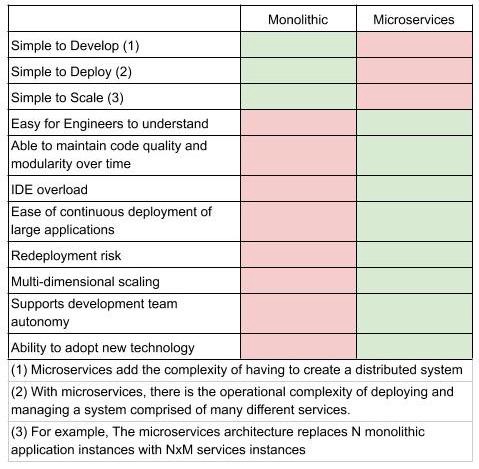 Monolithic Microservices
Simple to Develop (1)
Simple to Deploy (2)
Simple to Scale (3)
Easy for Engineers to understand
Able to maintain code quality and
modularity over time
IDE overload
Ease of continuous deployment of
large applications
Redeployment risk
Multi-dimensional scaling
Supports development team
autonomy
Ability to adopt new technology
(1) Microservices add the complexity of having to create a distributed system
(2) With microservices, there is the operational complexity of deploying and
managing a system comprised of many different services.
(3) For example, The microservices architecture replaces N monolithic
application instances with NxM services instances